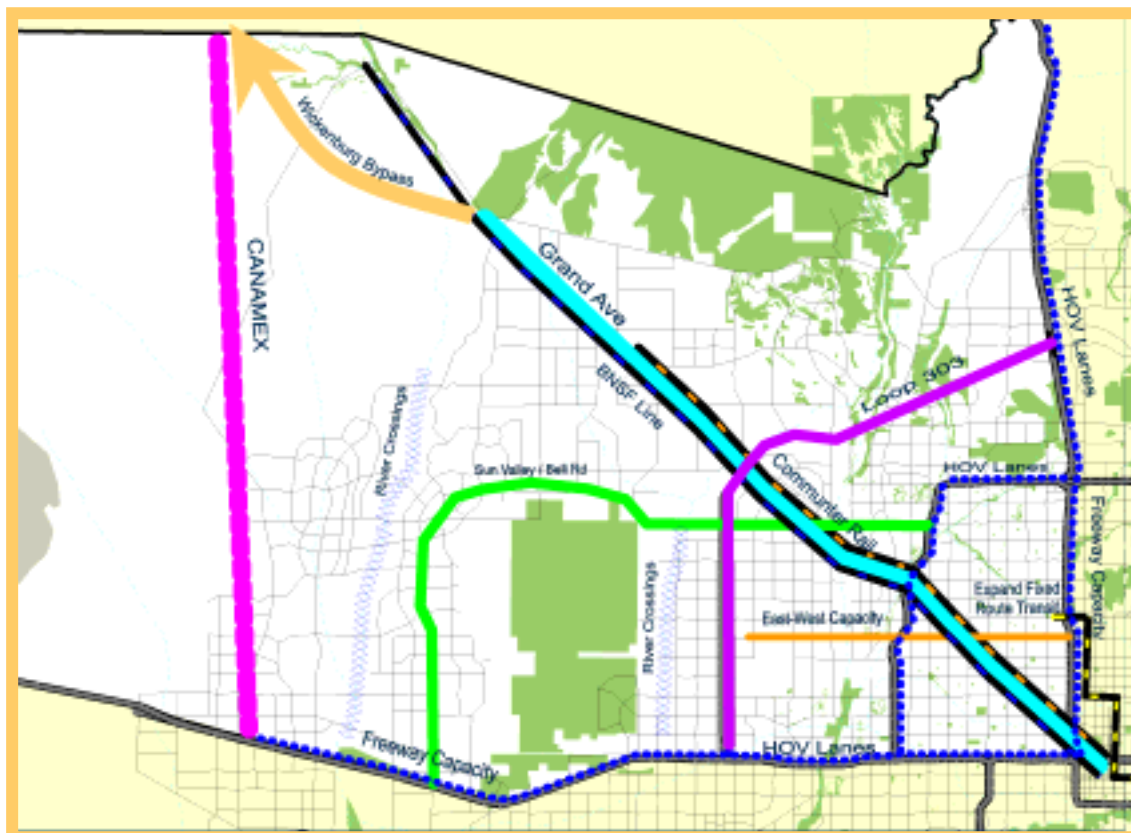 Wickenburg Bypass
CANAMEX
Grand Ave
BNSF Line
HOV Lanes
Loop 303
River Crossings
Sun Valley / Bell Rd
Communter Rail
HOV Lanes
Freeway Capacity
River Crossings
East-West Capacity
Expand Fixed
Route Transit
Freeway Capacity
HOV Lanes